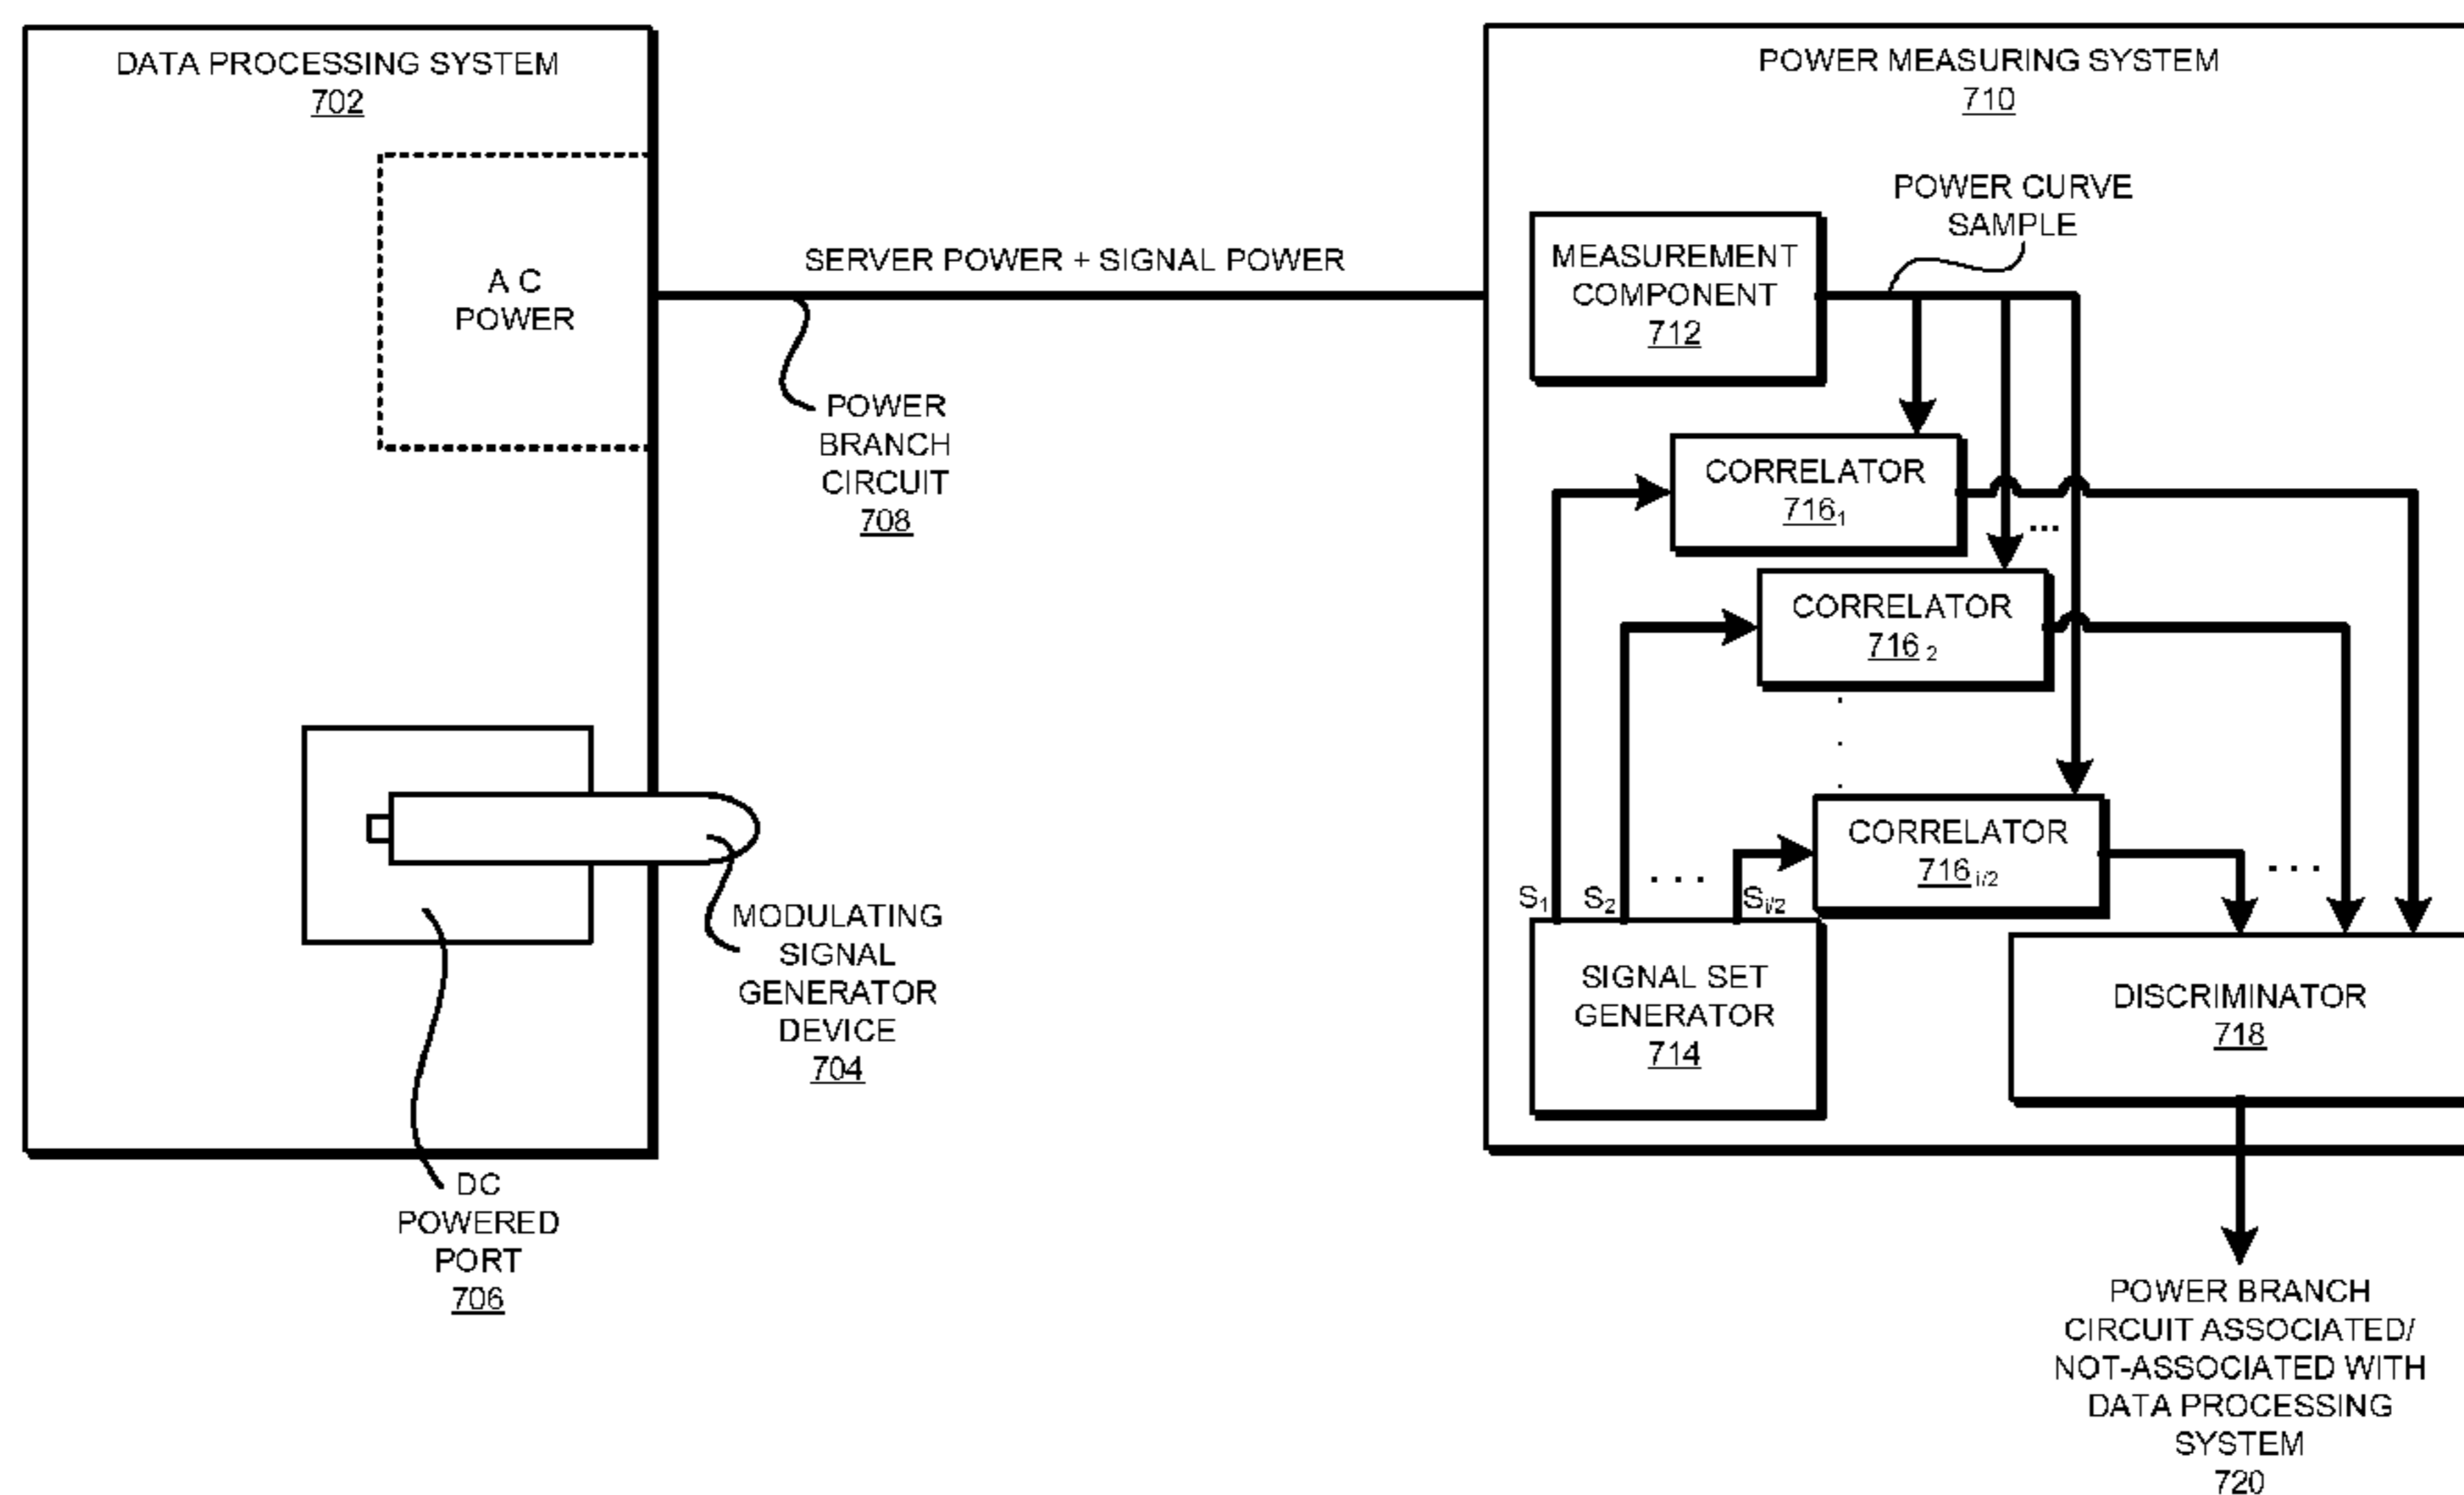 DATA PROCESSING SYSTEM
702
A C
POWER
SERVER POWER + SIGNAL POWER
POWER
BRANCH
CIRCUIT
708
MODULATING
SIGNAL
GENERATOR
DEVICE
704
DC
POWERED
PORT
706
POWER MEASURING SYSTEM
710
POWER CURVE
SAMPLE
MEASUREMENT
COMPONENT
712
CORRELATOR
716₁
...
CORRELATOR
716 ₂
. . .
CORRELATOR
716 i/2
. . .
. . .
S₁ S₂ Si/2
SIGNAL SET
GENERATOR
714
DISCRIMINATOR
718
POWER BRANCH
CIRCUIT ASSOCIATED/
NOT-ASSOCIATED WITH
DATA PROCESSING
SYSTEM
720